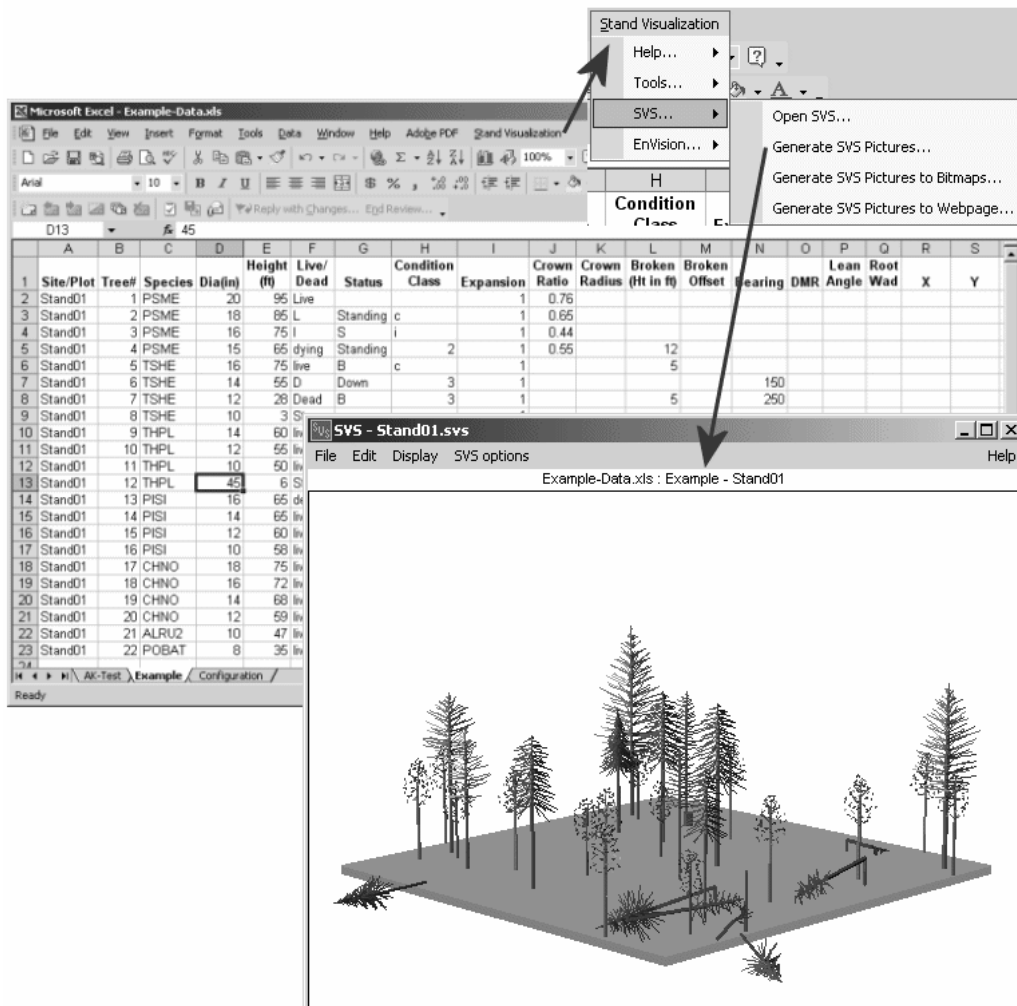 Stand Visualization
Help...
Tools...
SVS...
EnVision...
Open SVS...
Generate SVS Pictures...
Generate SVS Pictures to Bitmaps...
Generate SVS Pictures to Webpage...
H
Condition
Class
Microsoft Excel - Example-Data.xls
File Edit View Insert Format Tools Data Window Help Adobe PDF Stand Visualization
100%
Arial 10 B I U $ % ,
Reply with Changes... End Review...
D13 fx 45
A B C D E F G H I J K L M N O P Q R S
Height Live/ Condition Crown Crown Broken Broken Lean Root
1 Site/Plot Tree# Species Dia(in) (ft) Dead Status Class Expansion Ratio Radius (Ht in ft) Offset Bearing DMR Angle Wad X Y
2 Stand01 1 PSME 20 95 Live 1 0.76
3 Stand01 2 PSME 18 85 L Standing c 1 0.65
4 Stand01 3 PSME 16 75 l S i 1 0.44
5 Stand01 4 PSME 15 65 dying Standing 2 1 0.55 12
6 Stand01 5 TSHE 16 75 live B c 1 5
7 Stand01 6 TSHE 14 55 D Down 3 1 150
8 Stand01 7 TSHE 12 28 Dead B 3 1 5 250
9 Stand01 8 TSHE 10 3
10 Stand01 9 THPL 14 60
11 Stand01 10 THPL 12 55
12 Stand01 11 THPL 10 50
13 Stand01 12 THPL 45 6
14 Stand01 13 PISI 16 65
15 Stand01 14 PISI 14 65
16 Stand01 15 PISI 12 60
17 Stand01 16 PISI 10 58
18 Stand01 17 CHNO 18 75
19 Stand01 18 CHNO 16 72
20 Stand01 19 CHNO 14 68
21 Stand01 20 CHNO 12 59
22 Stand01 21 ALRU2 10 47
23 Stand01 22 POBAT 8 35
AK-Test Example Configuration
Ready
SVS - Stand01.svs
File Edit Display SVS options Help
Example-Data.xls : Example - Stand01